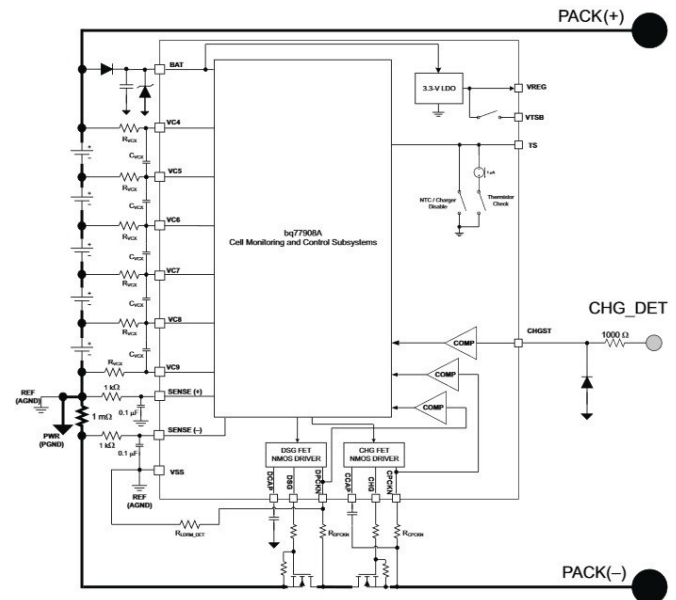 PACK(+)
BAT
3.3-V LDO
VREG
VTSB
TS
VC4
RVCX
CVCX
VC5
RVCX
CVCX
VC6
RVCX
CVCX
VC7
RVCX
CVCX
VC8
RVCX
CVCX
VC9
RVCX
1 µA
NTC / Charger
Disable
Thermistor
Check
bq77908A
Cell Monitoring and Control Subsystems
CHG_DET
CHGST
1000 Ω
COMP
COMP
COMP
REF
(AGND)
1 kΩ
SENSE (+)
0.1 µF
1 mΩ
PWR
(PGND)
SENSE (–)
1 kΩ
0.1 µF
VSS
REF
(AGND)
DSG FET
NMOS DRIVER
CHG FET
NMOS DRIVER
DCAP
DSG
DPCKN
CCAP
CHG
CPCKN
RLDRM_DET
RDPCKN
RCPCKN
PACK(–)